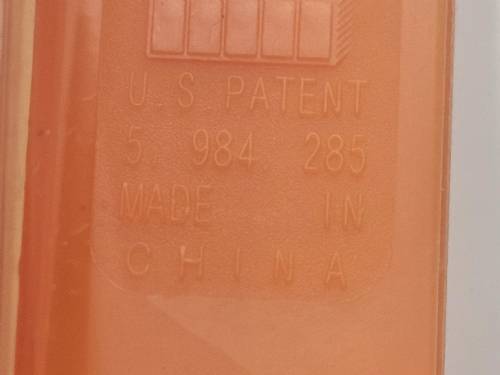 U. S PATENT
5. 984 285
MADE IN
CHINA